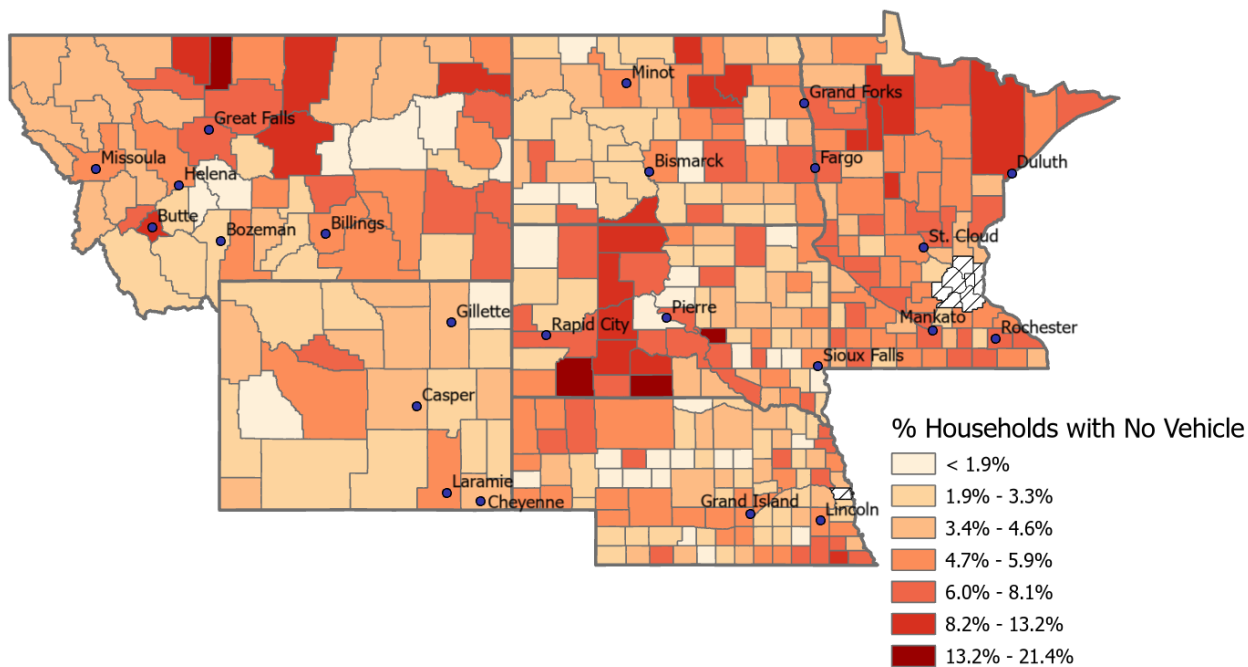 Minot
Grand Forks
Great Falls
Missoula
Bismarck
Fargo
Duluth
Helena
Butte
Bozeman
Billings
St. Cloud
Gillette
Rapid City
Pierre
Mankato
Rochester
Sioux Falls
Casper
Laramie
Cheyenne
Grand Island
Lincoln
% Households with No Vehicle
< 1.9%
1.9% - 3.3%
3.4% - 4.6%
4.7% - 5.9%
6.0% - 8.1%
8.2% - 13.2%
13.2% - 21.4%